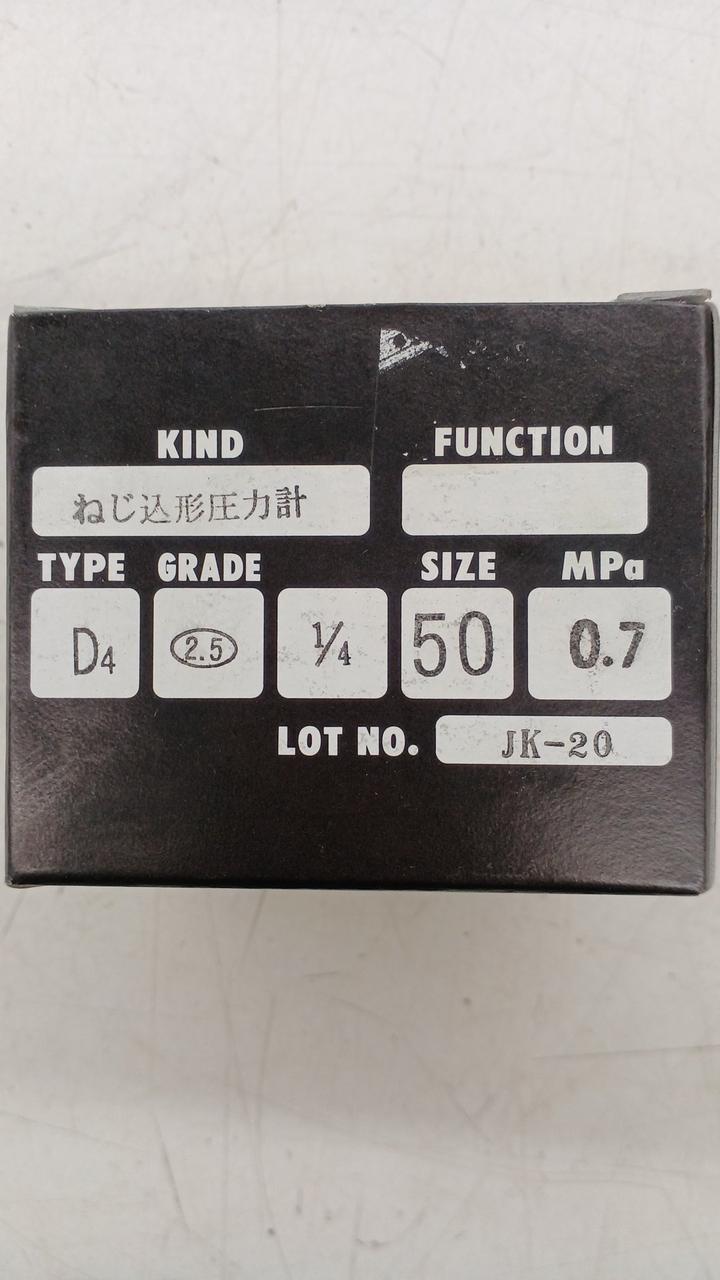 KIND FUNCTION
ねじ込形圧力計
TYPE GRADE SIZE MPa
D4 2.5 1/4 50 0.7
LOT NO. JK-20